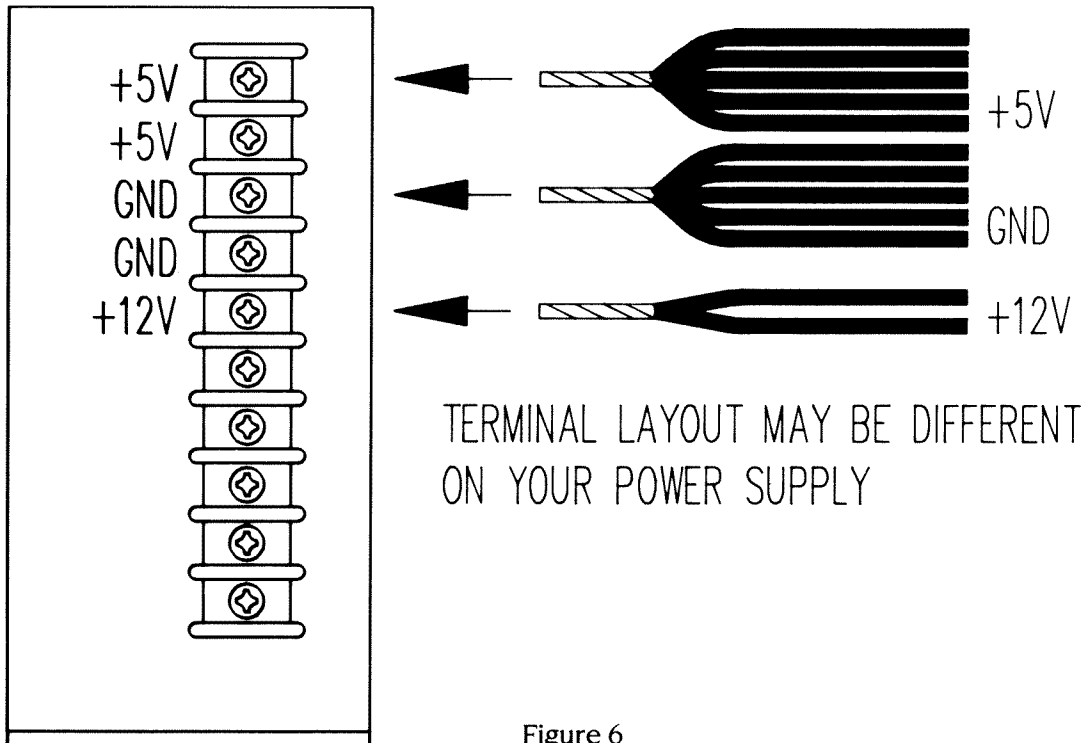 +5V
+5V
GND
GND
+12V
+5V
GND
+12V
TERMINAL LAYOUT MAY BE DIFFERENT
ON YOUR POWER SUPPLY
Figure 6